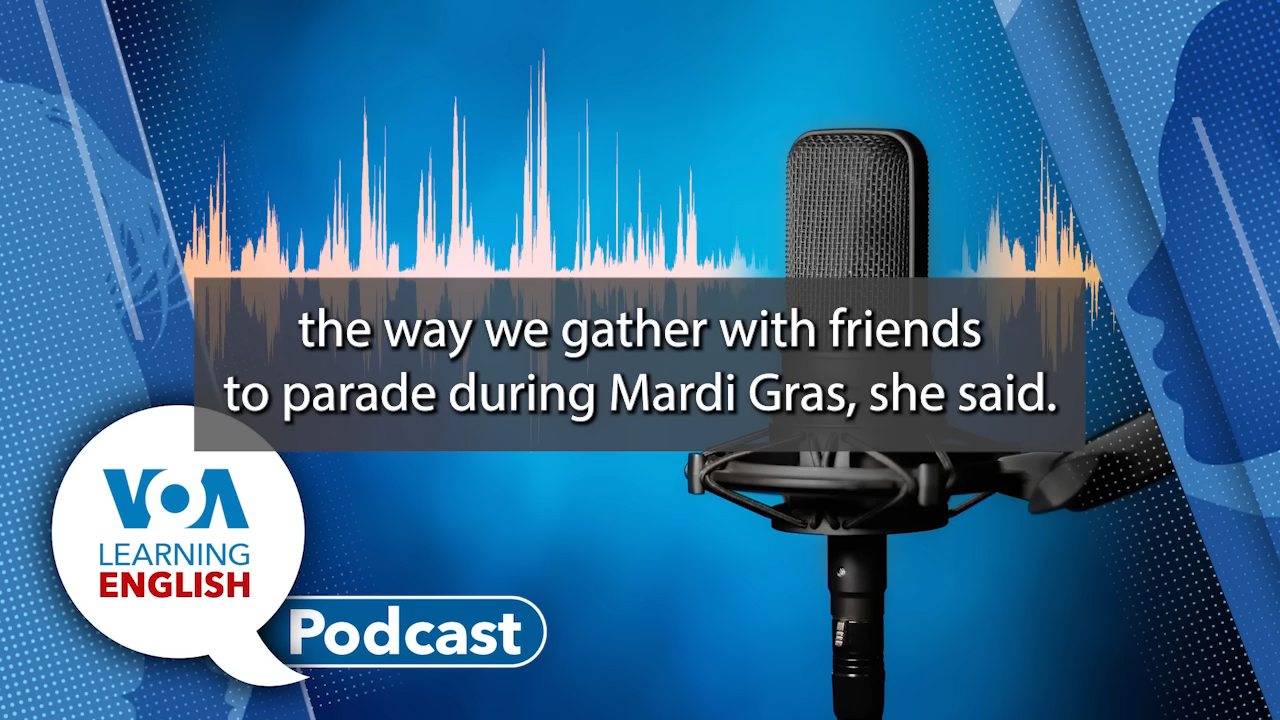 the way we gather with friends
to parade during Mardi Gras, she said.
VOA
LEARNING
ENGLISH
Podcast